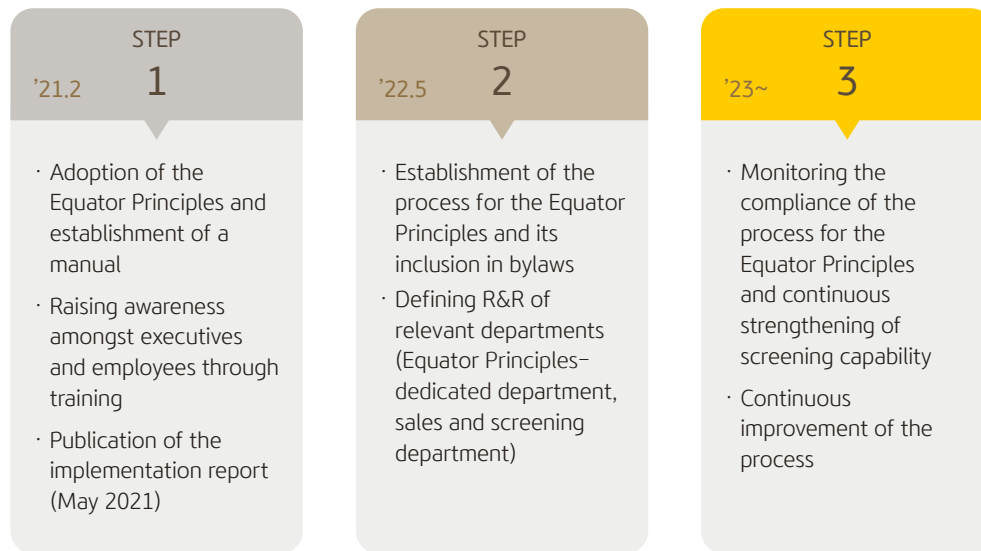 STEP
'21.2 1
· Adoption of the
Equator Principles and
establishment of a
manual
· Raising awareness
amongst executives
and employees through
training
· Publication of the
implementation report
(May 2021)
STEP
'22.5 2
· Establishment of the
process for the Equator
Principles and its
inclusion in bylaws
· Defining R&R of
relevant departments
(Equator Principles–
dedicated department,
sales and screening
department)
STEP
'23~ 3
· Monitoring the
compliance of the
process for the
Equator Principles
and continuous
strengthening of
screening capability
· Continuous
improvement of the
process